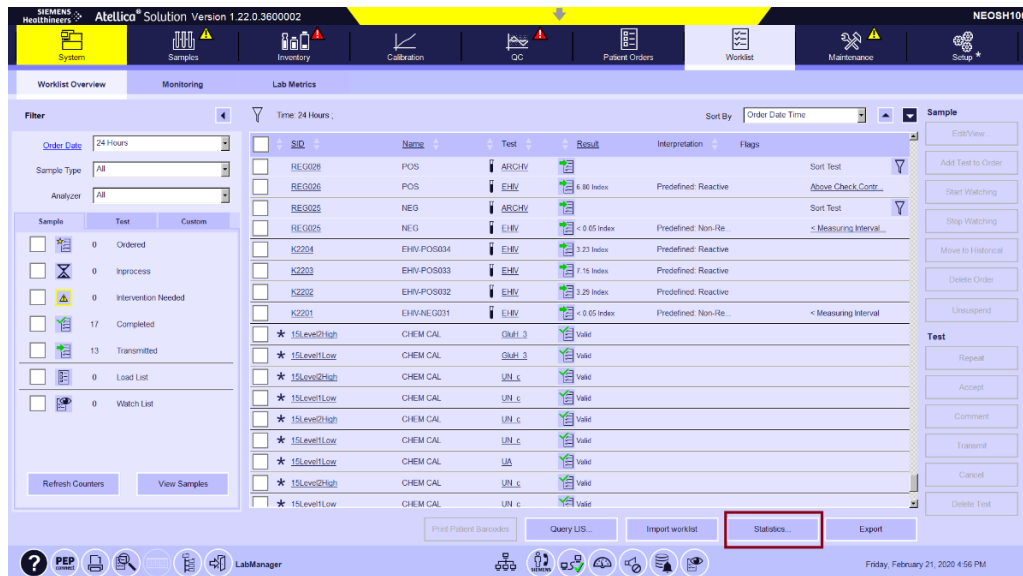 SIEMENS
Healthineers Atellica® Solution Version 1.22.0.3600002 NEOSH100
System Samples Inventory Calibration QC Patient Orders Worklist Maintenance Setup *
Worklist Overview Monitoring Lab Metrics
Filter Time: 24 Hours ; Sort By Order Date Time Sample
Order Date 24 Hours
Sample Type All
Analyzer All
Sample Test Custom
0 Ordered
0 Inprocess
0 Intervention Needed
17 Completed
13 Transmitted
0 Load List
0 Watch List
Refresh Counters View Samples
SID Name Test Result Interpretation Flags
REG026 POS ARCHV Sort Test
REG026 POS EHIV 6.80 Index Predefined: Reactive Above Check.Contr...
REG025 NEG ARCHV Sort Test
REG025 NEG EHIV < 0.05 Index Predefined: Non-Re... < Measuring Interval...
K2204 EHIV-POS034 EHIV 3.23 Index Predefined: Reactive
K2203 EHIV-POS033 EHIV 7.15 Index Predefined: Reactive
K2202 EHIV-POS032 EHIV 3.29 Index Predefined: Reactive
K2201 EHIV-NEG031 EHIV < 0.05 Index Predefined: Non-Re... < Measuring Interval
* 15Level2High CHEM CAL GluH_3 Valid
* 15Level1Low CHEM CAL GluH_3 Valid
* 15Level2High CHEM CAL UN_c Valid
* 15Level1Low CHEM CAL UN_c Valid
* 15Level2High CHEM CAL UN_c Valid
* 15Level1Low CHEM CAL UN_c Valid
* 15Level1Low CHEM CAL UA Valid
* 15Level2High CHEM CAL UN_c Valid
* 15Level1Low CHEM CAL UN_c Valid
Edit/View...
Add Test to Order
Start Watching
Stop Watching
Move to Historical
Delete Order
Unsuspend
Test
Repeat
Accept
Comment
Transmit
Cancel
Delete Test
Print Patient Barcodes Query LIS... Import worklist Statistics... Export
? PEP connect LabManager SIEMENS Friday, February 21, 2020 4:56 PM